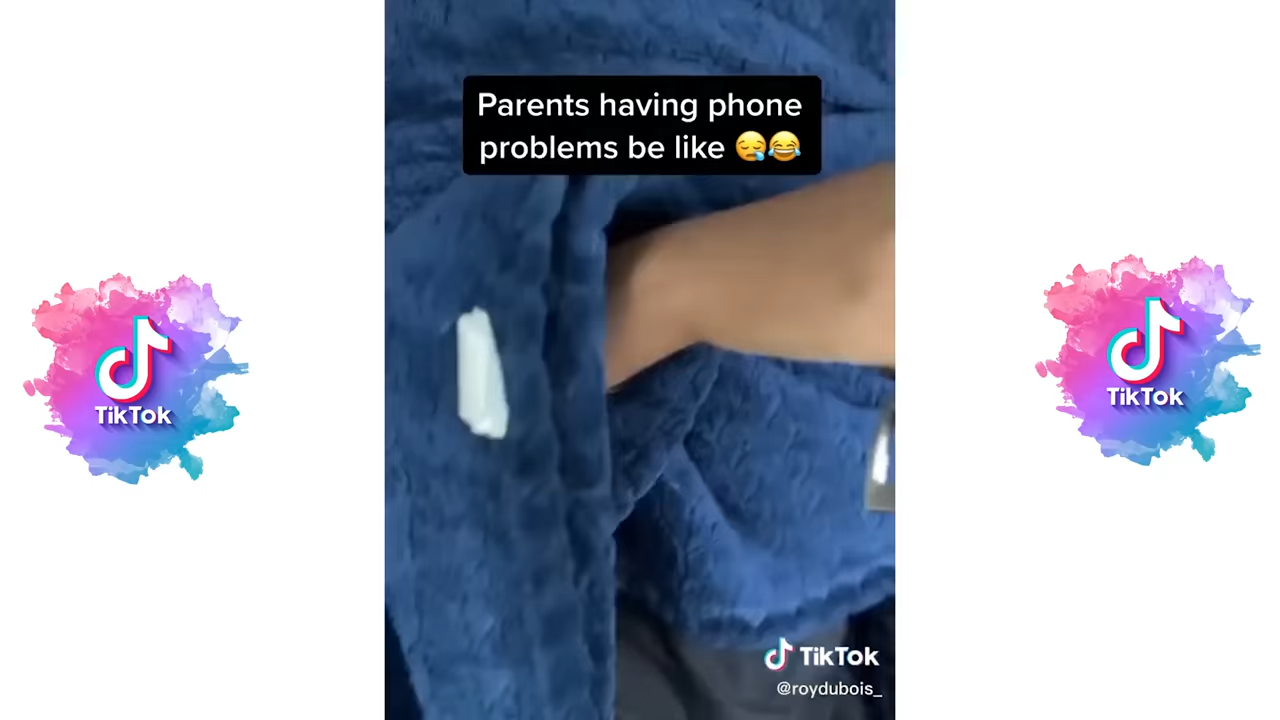 Parents having phone
problems be like 😪😂
TikTok
TikTok
TikTok
@roydubois_